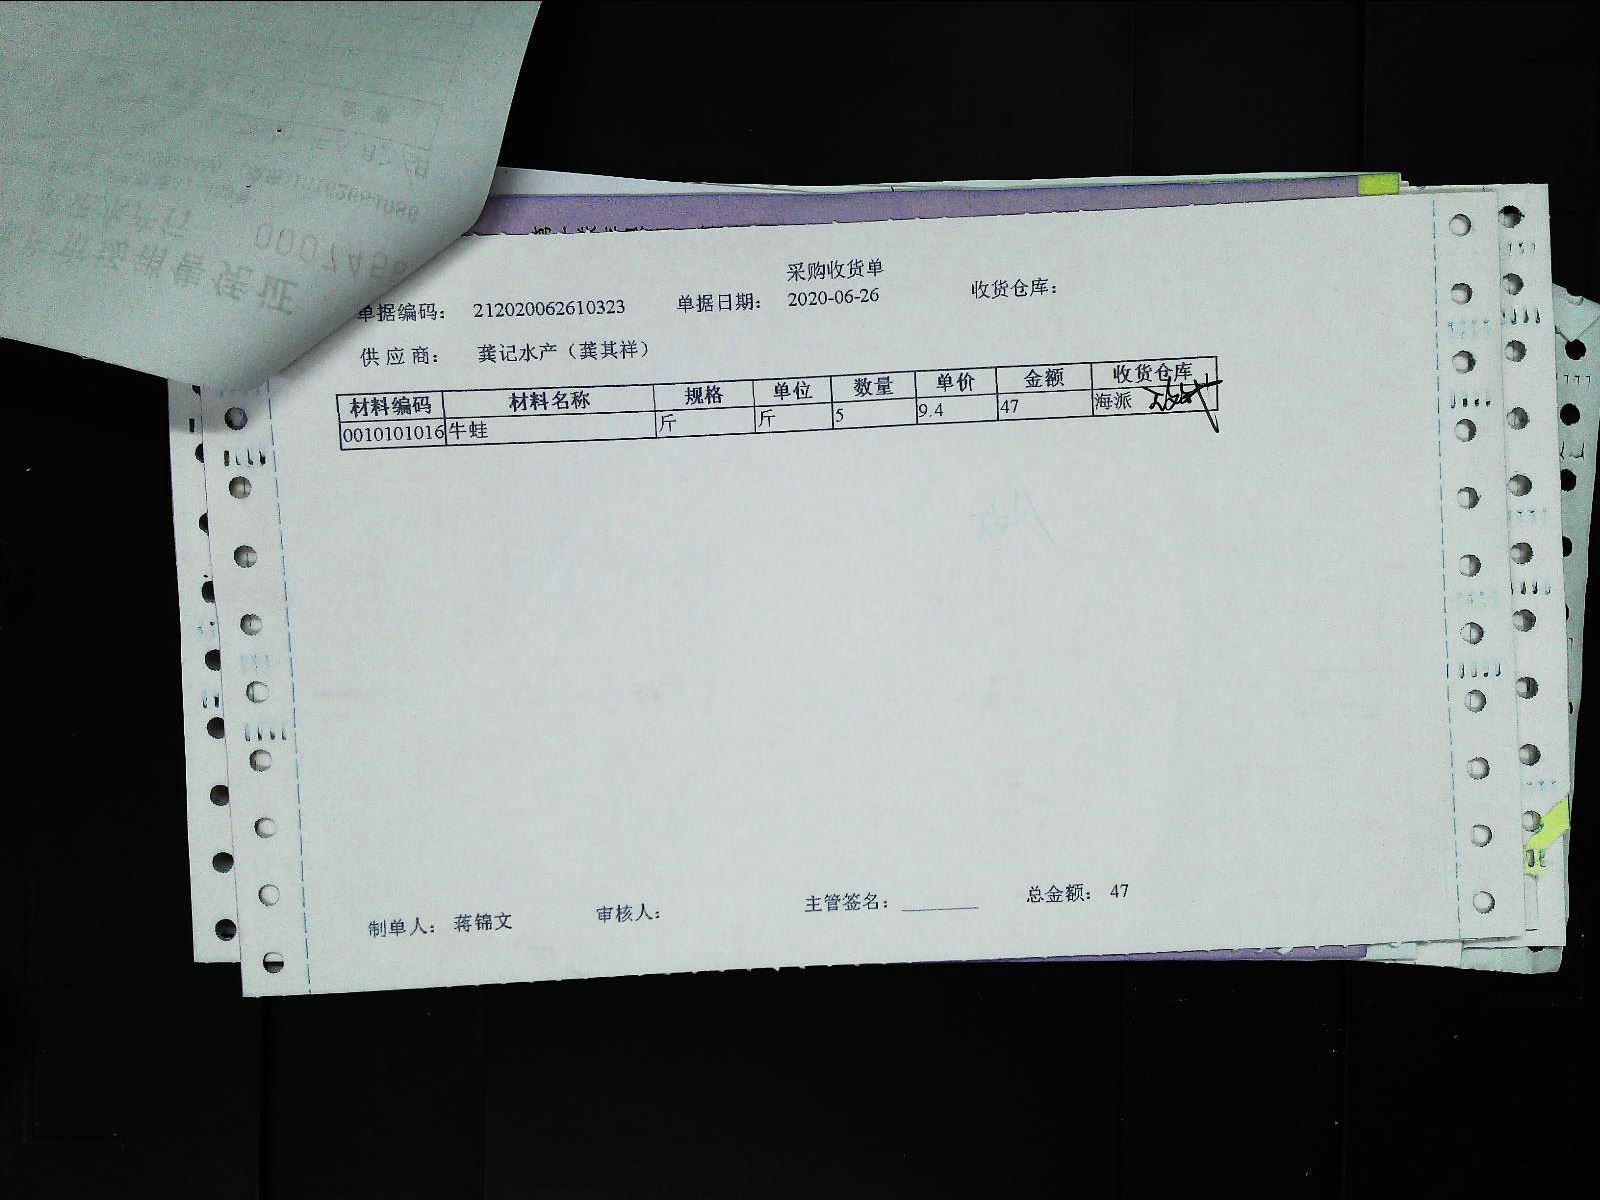 采购收货单
单据编码： 212020062610323 单据日期： 2020-06-26 收货仓库：
供应商： 龚记水产（龚其祥）
材料编码 材料名称 规格 单位 数量 单价 金额 收货仓库
0010101016 牛蛙 斤 斤 5 9.4 47 海派
制单人： 蒋锦文 审核人： 主管签名： ________ 总金额： 47